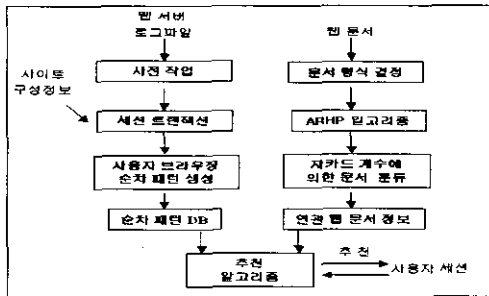 웹 서버
로그파일
웹 문서
사전 작업
문서 형식 결정
사이트
구성정보
세션 트랜잭션
ARHP 알고리즘
사용자 브라우징
순차 패턴 생성
자카드 계수에
의한 문서 분류
순차 패턴 DB
연관 웹 문서 정보
추천
알고리즘
추천
사용자 세션